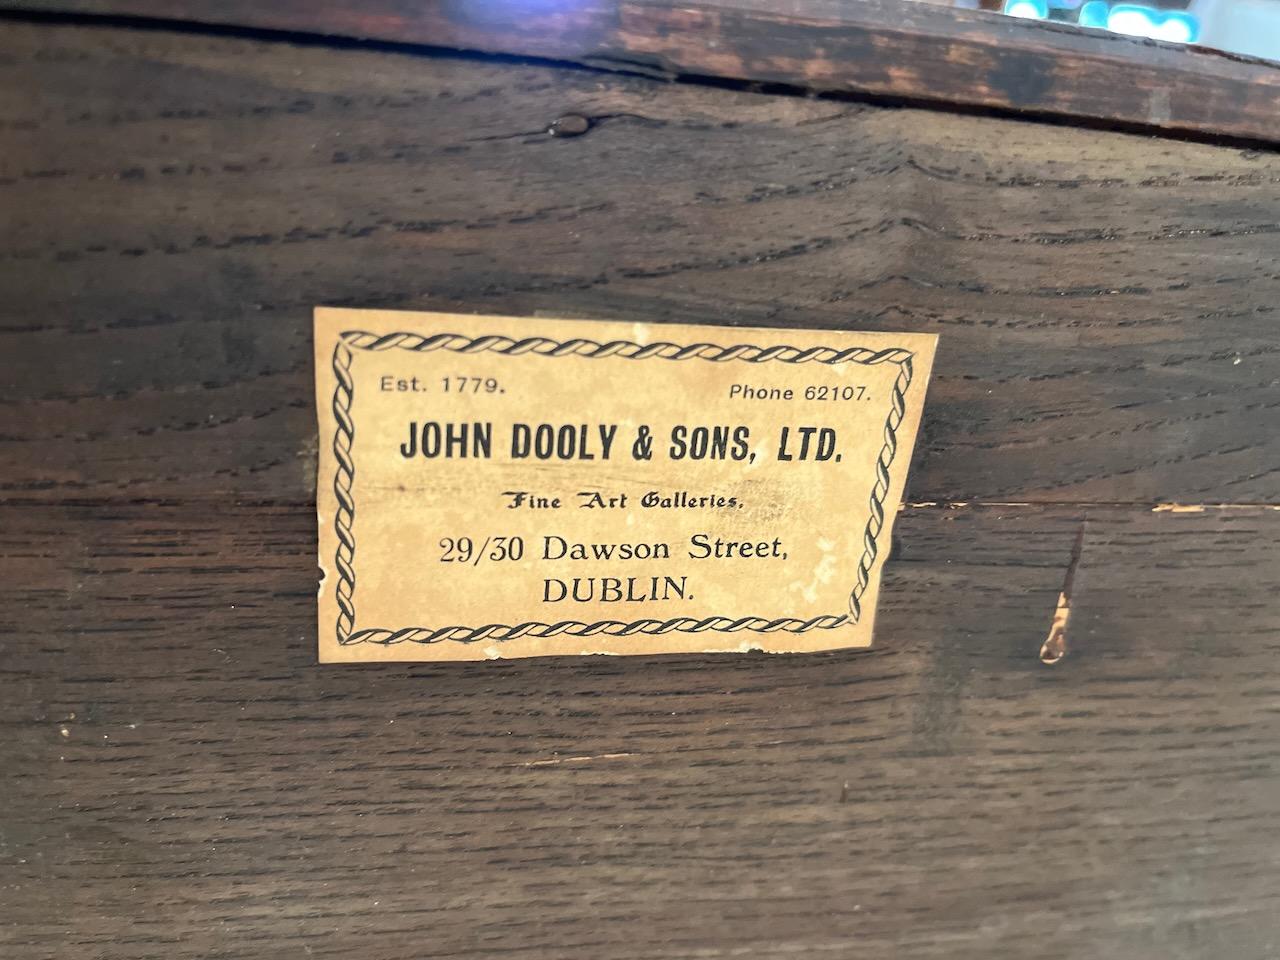 Est. 1779. Phone 62107.
JOHN DOOLY & SONS, LTD.
Fine Art Galleries,
29/30 Dawson Street,
DUBLIN.